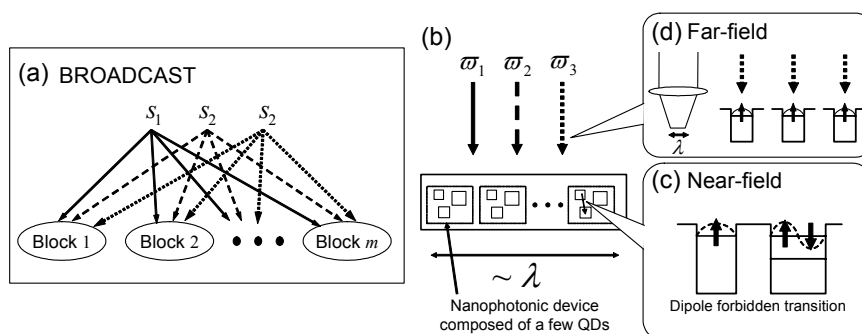 (a) BROADCAST
s₁ s₂ s₂
Block 1 Block 2 Block m
(b)
ϖ₁ ϖ₂ ϖ₃
~ λ
Nanophotonic device
composed of a few QDs
(d) Far-field
λ
(c) Near-field
Dipole forbidden transition